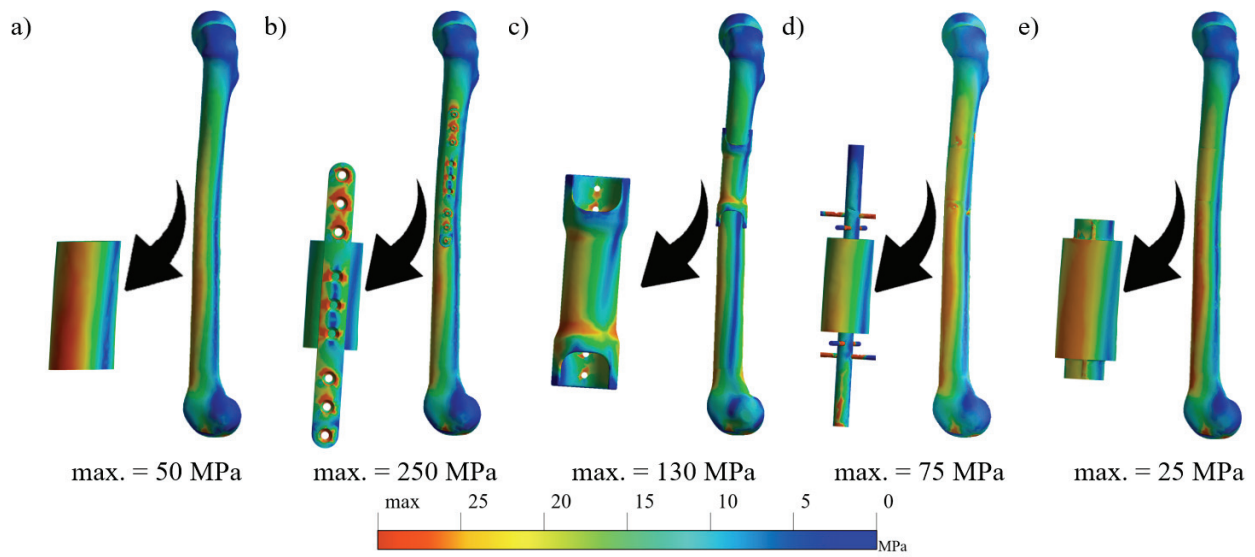 a) b) c) d) e)
max. = 50 MPa max. = 250 MPa max. = 130 MPa max. = 75 MPa max. = 25 MPa
max 25 20 15 10 5 0
MPa